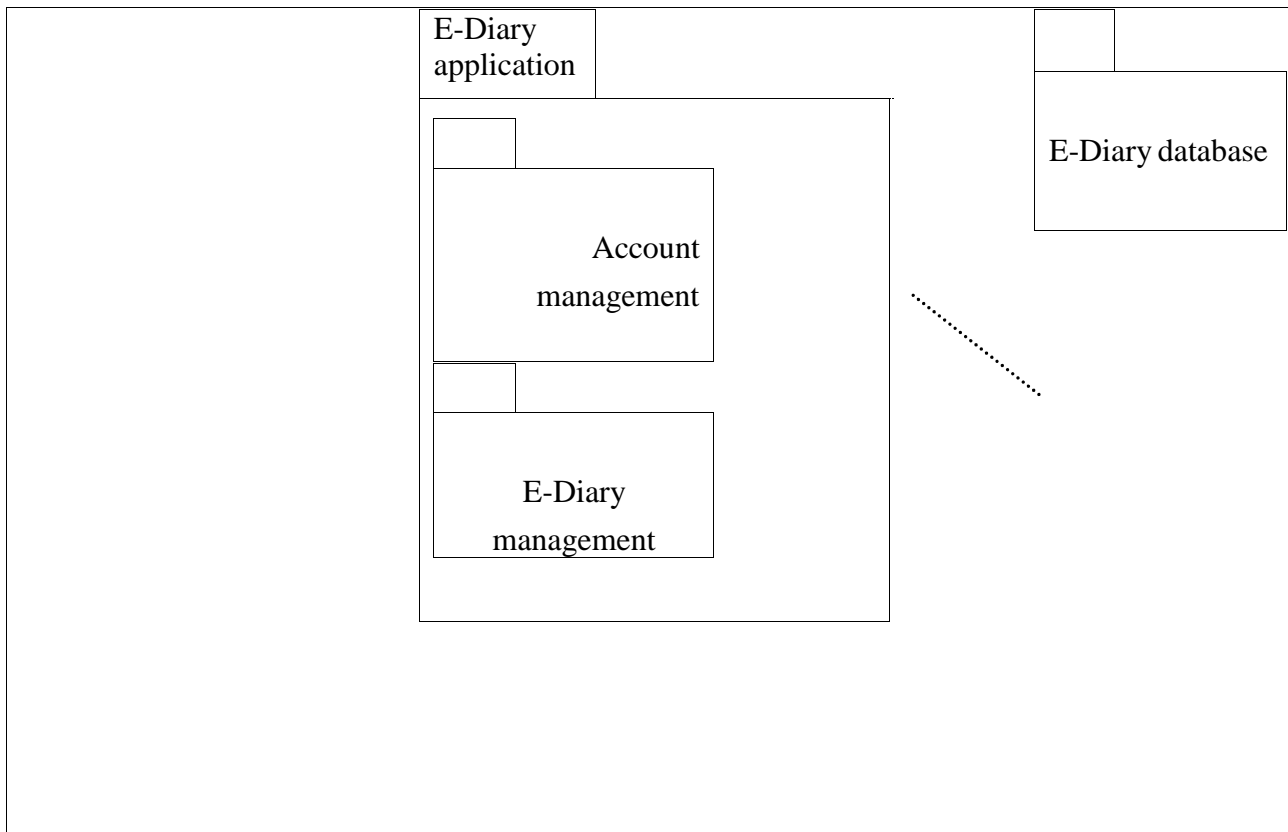 E-Diary
application
E-Diary database
Account
management
E-Diary
management